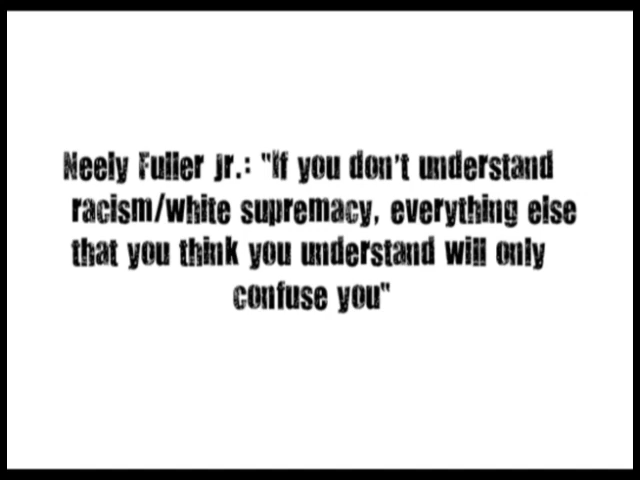 Neely Fuller Jr.: "If you don't understand
racism/white supremacy, everything else
that you think you understand will only
confuse you"